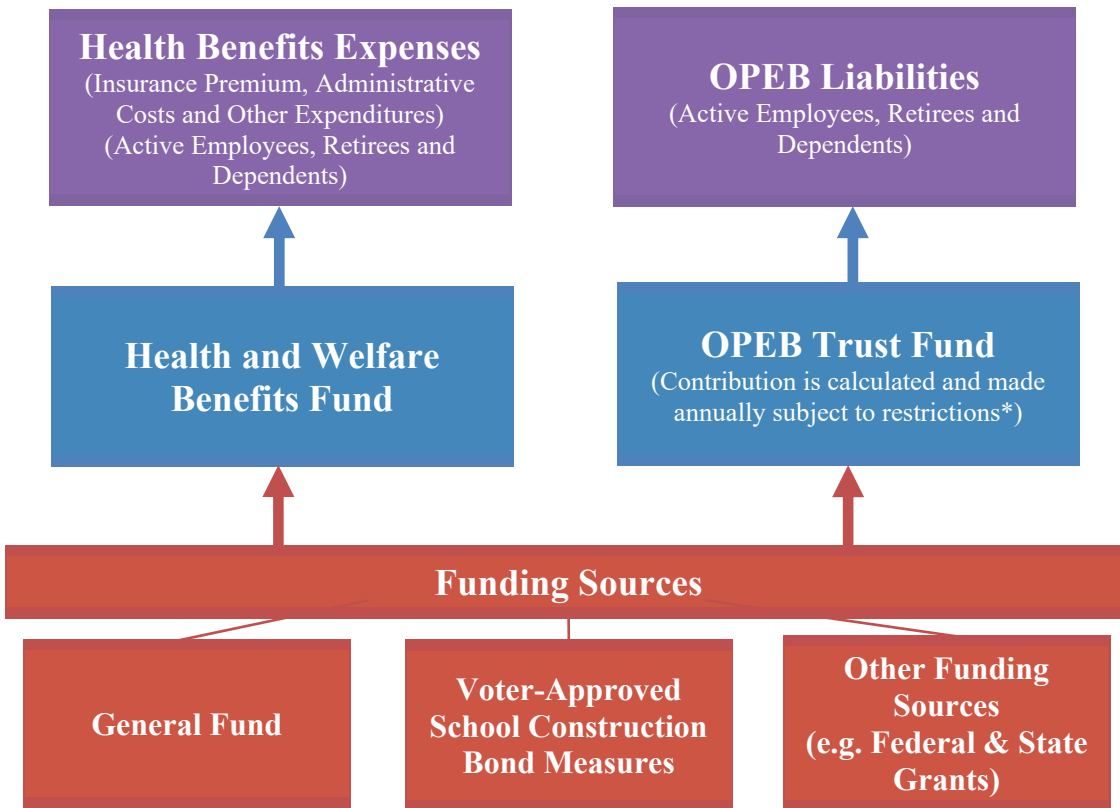 Health Benefits Expenses
(Insurance Premium, Administrative
Costs and Other Expenditures)
(Active Employees, Retirees and
Dependents)
OPEB Liabilities
(Active Employees, Retirees and
Dependents)
Health and Welfare
Benefits Fund
OPEB Trust Fund
(Contribution is calculated and made
annually subject to restrictions*)
Funding Sources
General Fund
Voter-Approved
School Construction
Bond Measures
Other Funding
Sources
(e.g. Federal & State
Grants)